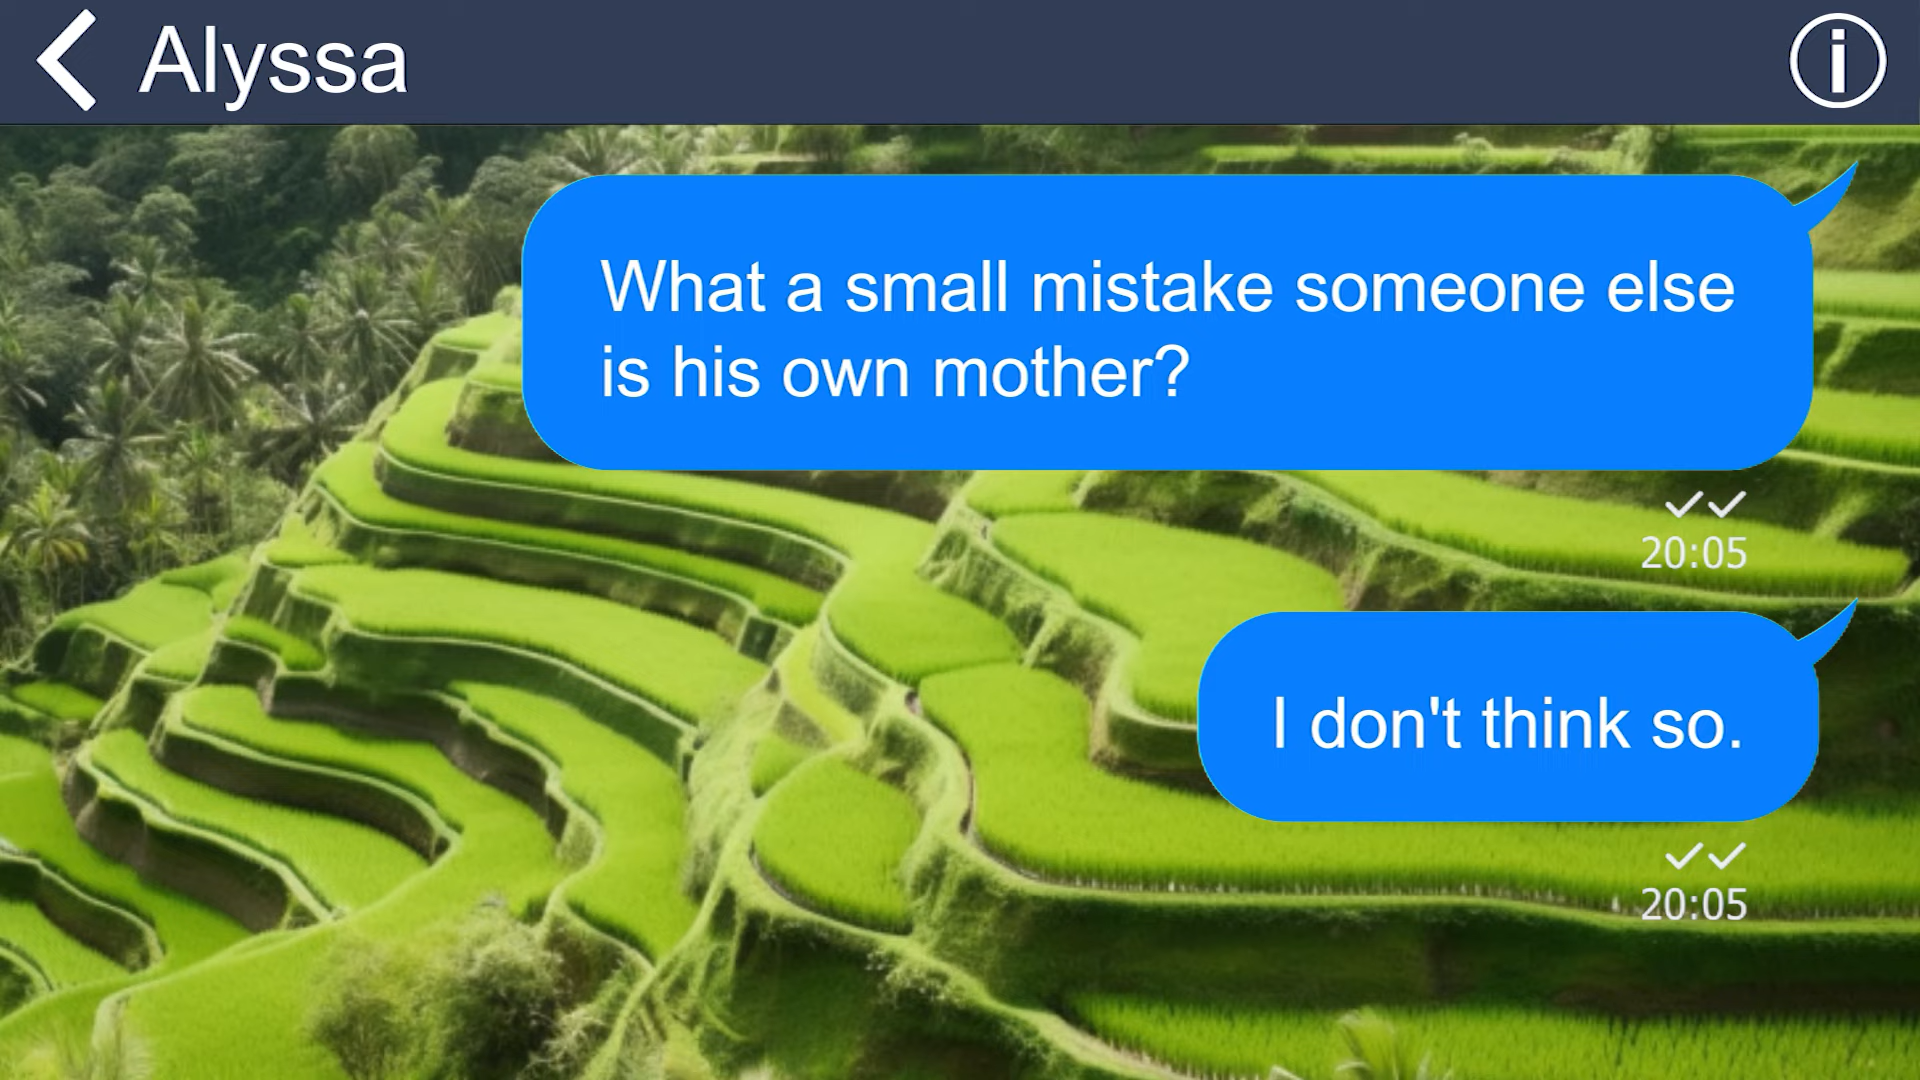 Alyssa
What a small mistake someone else
is his own mother?
20:05
I don't think so.
20:05